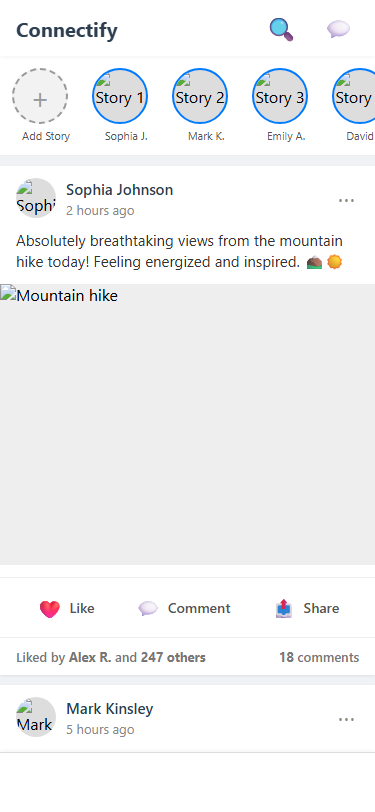 Connectify
+
Story 1
Story 2
Story 3
Story
Add Story
Sophia J.
Mark K.
Emily A.
David
Sophi
Sophia Johnson
2 hours ago
...
Absolutely breathtaking views from the mountain
hike today! Feeling energized and inspired. ⛰️ ☀️
Mountain hike
Like
Comment
Share
Liked by Alex R. and 247 others
18 comments
Mark
Mark Kinsley
5 hours ago
...